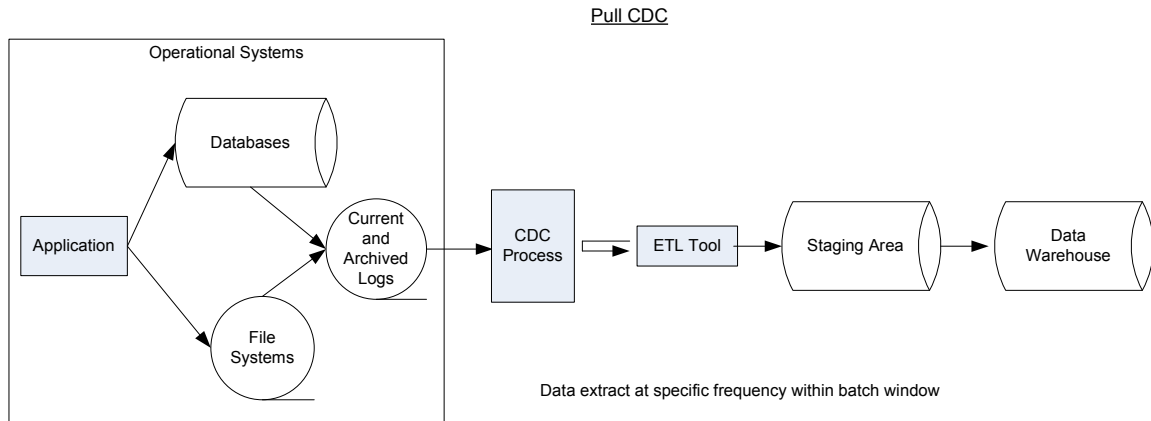 Pull CDC
Operational Systems
Databases
Application
Current
and
Archived
Logs
File
Systems
CDC
Process
ETL Tool
Staging Area
Data
Warehouse
Data extract at specific frequency within batch window